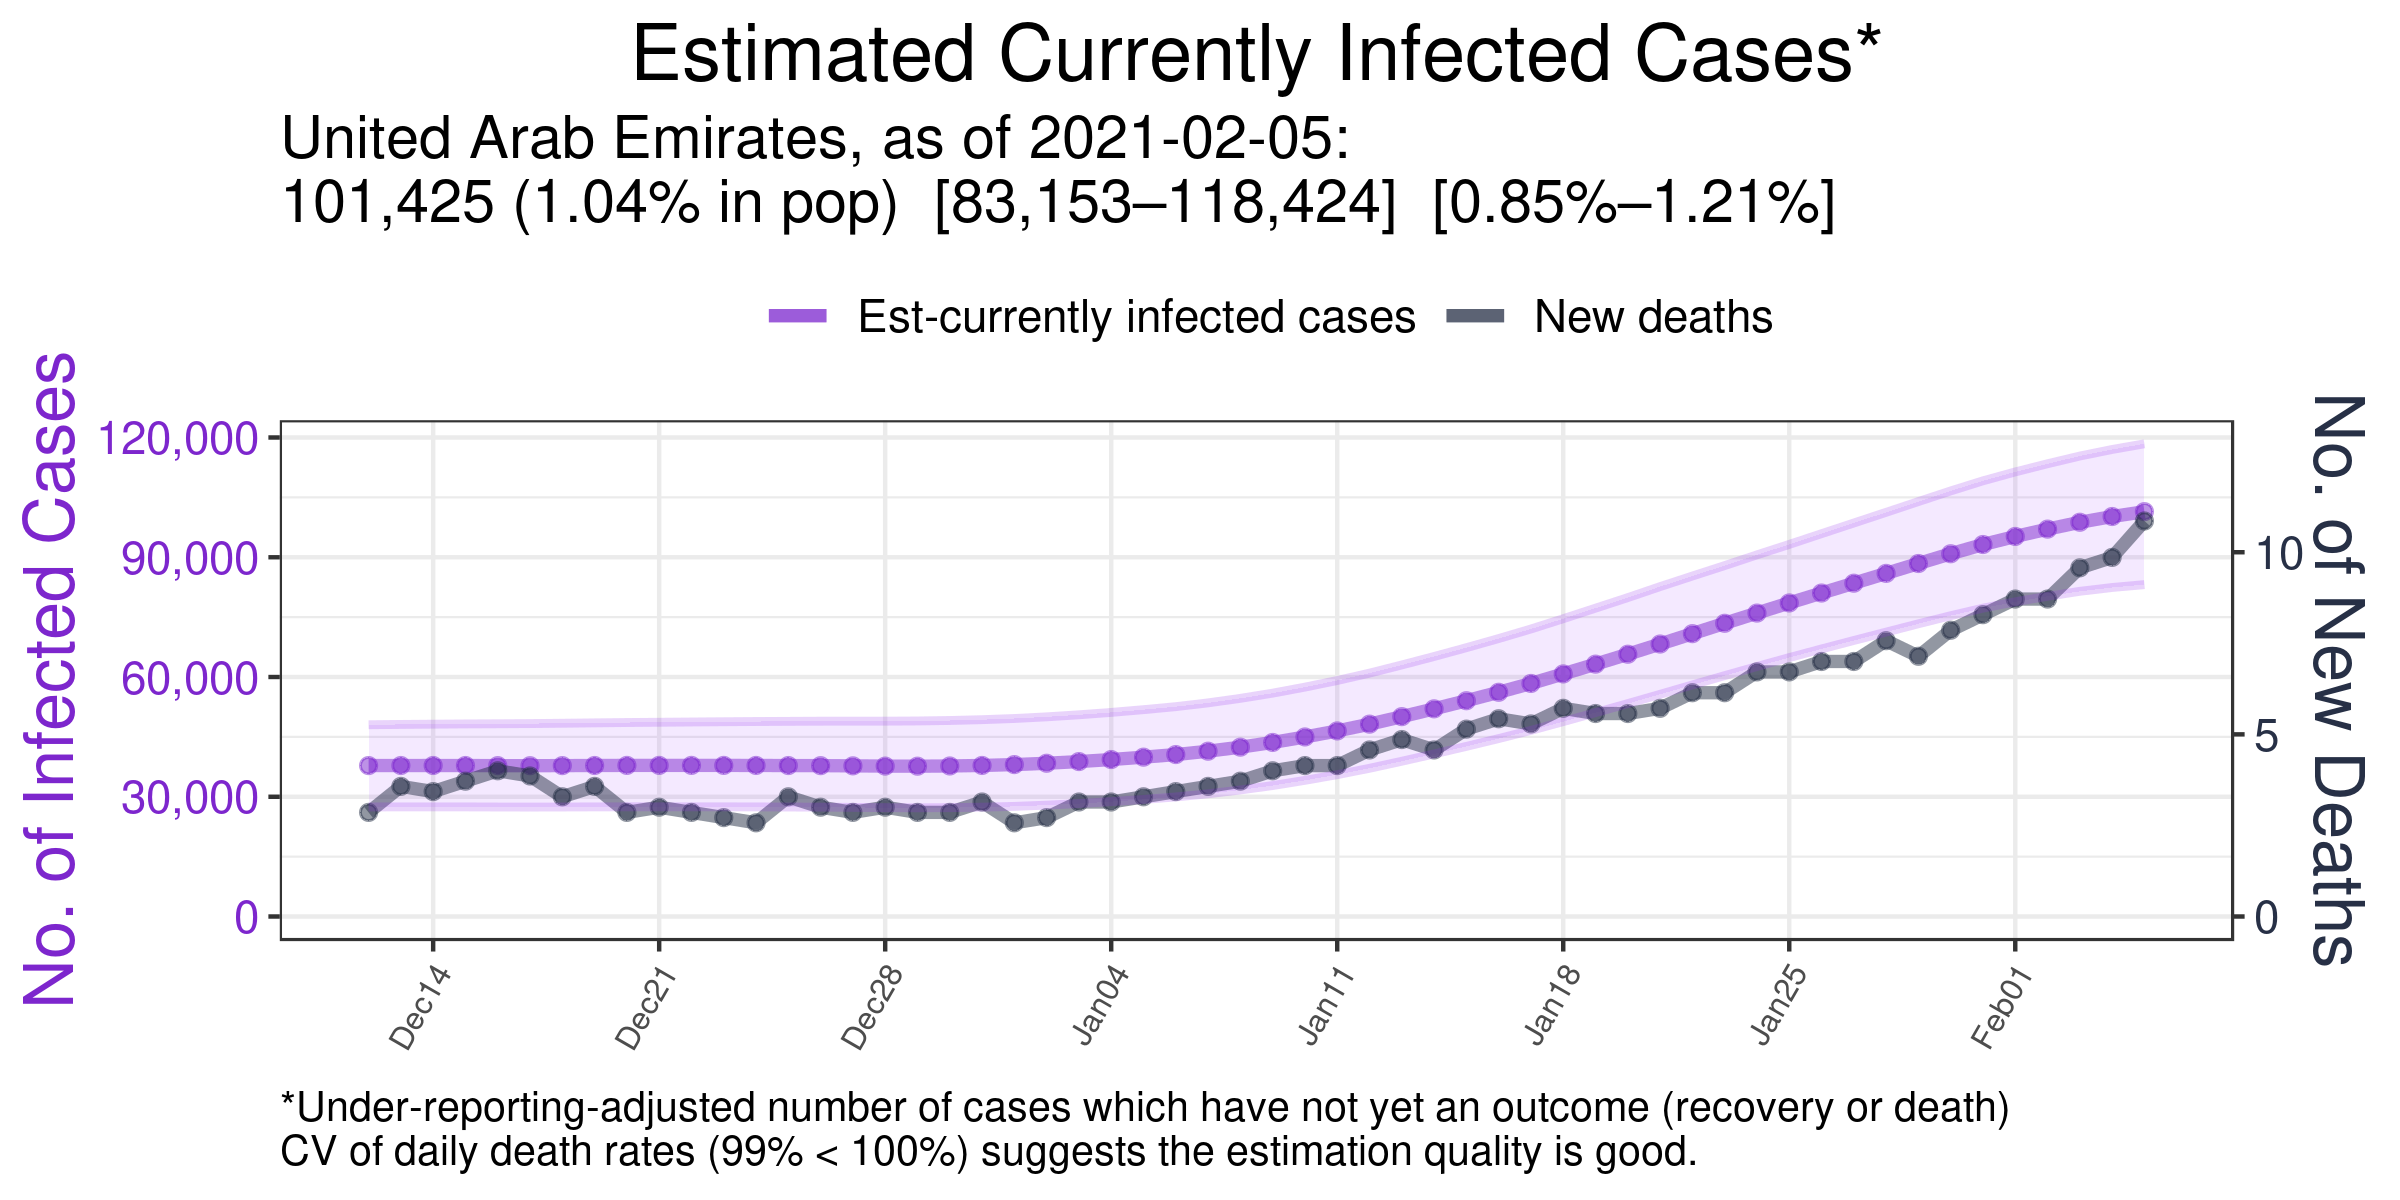 Estimated Currently Infected Cases*
United Arab Emirates, as of 2021-02-05:
101,425 (1.04% in pop)  [83,153–118,424]  [0.85%–1.21%]
Est-currently infected cases
New deaths
No. of Infected Cases
120,000
90,000
60,000
30,000
0
10
5
0
No. of New Deaths
Dec14
Dec21
Dec28
Jan04
Jan11
Jan18
Jan25
Feb01
*Under-reporting-adjusted number of cases which have not yet an outcome (recovery or death)
CV of daily death rates (99% < 100%) suggests the estimation quality is good.